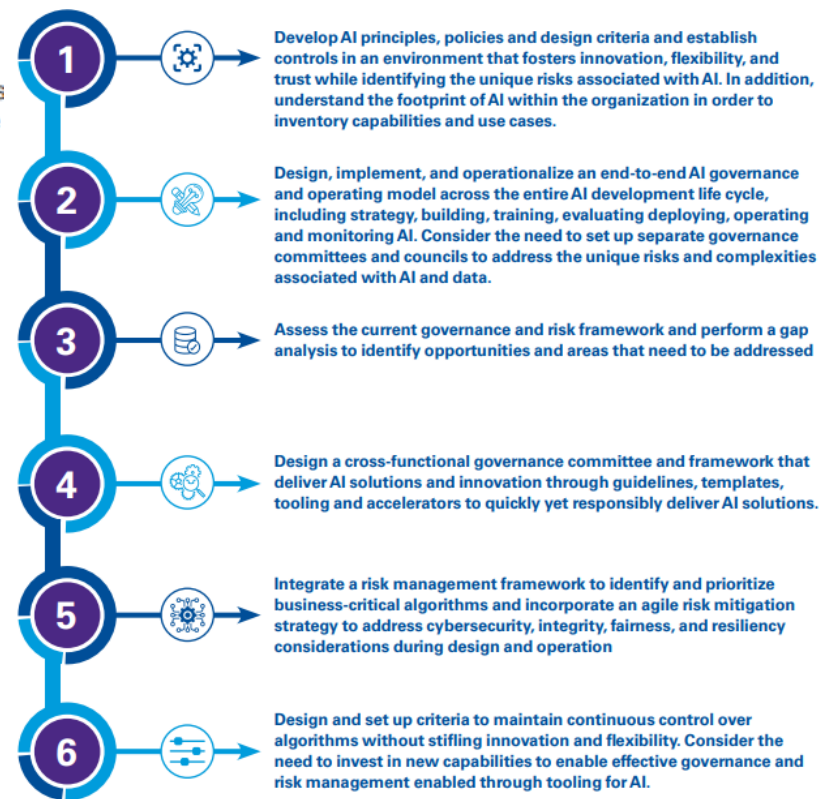 1
Develop AI principles, policies and design criteria and establish
controls in an environment that fosters innovation, flexibility, and
trust while identifying the unique risks associated with AI. In addition,
understand the footprint of AI within the organization in order to
inventory capabilities and use cases.
2
Design, implement, and operationalize an end-to-end AI governance
and operating model across the entire AI development life cycle,
including strategy, building, training, evaluating deploying, operating
and monitoring AI. Consider the need to set up separate governance
committees and councils to address the unique risks and complexities
associated with AI and data.
3
Assess the current governance and risk framework and perform a gap
analysis to identify opportunities and areas that need to be addressed
4
Design a cross-functional governance committee and framework that
deliver AI solutions and innovation through guidelines, templates,
tooling and accelerators to quickly yet responsibly deliver AI solutions.
5
Integrate a risk management framework to identify and prioritize
business-critical algorithms and incorporate an agile risk mitigation
strategy to address cybersecurity, integrity, fairness, and resiliency
considerations during design and operation
6
Design and set up criteria to maintain continuous control over
algorithms without stifling innovation and flexibility. Consider the
need to invest in new capabilities to enable effective governance and
risk management enabled through tooling for AI.